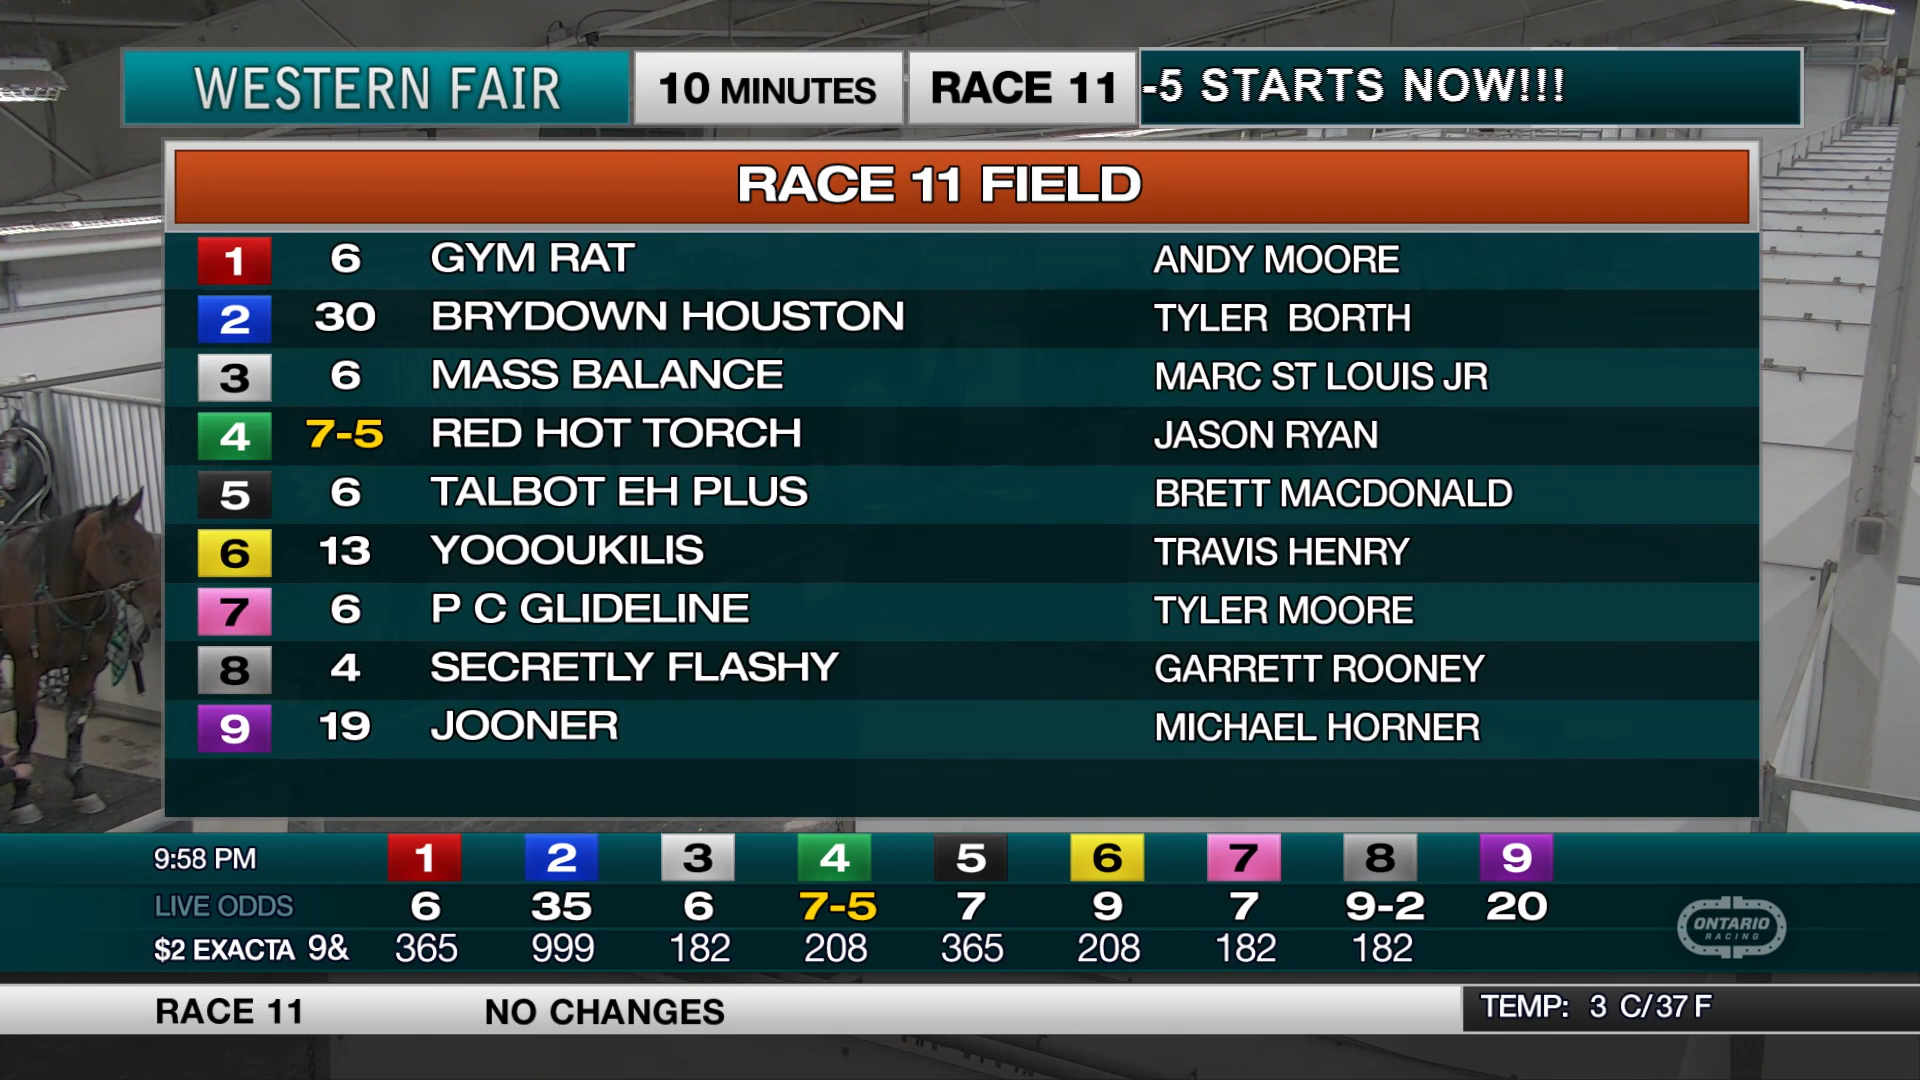 WESTERN FAIR 10 MINUTES RACE 11 -5 STARTS NOW!!!
RACE 11 FIELD
1 6 GYM RAT ANDY MOORE
2 30 BRYDOWN HOUSTON TYLER BORTH
3 6 MASS BALANCE MARC ST LOUIS JR
4 7-5 RED HOT TORCH JASON RYAN
5 6 TALBOT EH PLUS BRETT MACDONALD
6 13 YOOOUKILIS TRAVIS HENRY
7 6 P C GLIDELINE TYLER MOORE
8 4 SECRETLY FLASHY GARRETT ROONEY
9 19 JOONER MICHAEL HORNER
9:58 PM 1 2 3 4 5 6 7 8 9
LIVE ODDS 6 35 6 7-5 7 9 7 9-2 20
$2 EXACTA 9& 365 999 182 208 365 208 182 182
ONTARIO
RACING
RACE 11 NO CHANGES TEMP: 3 C/37 F